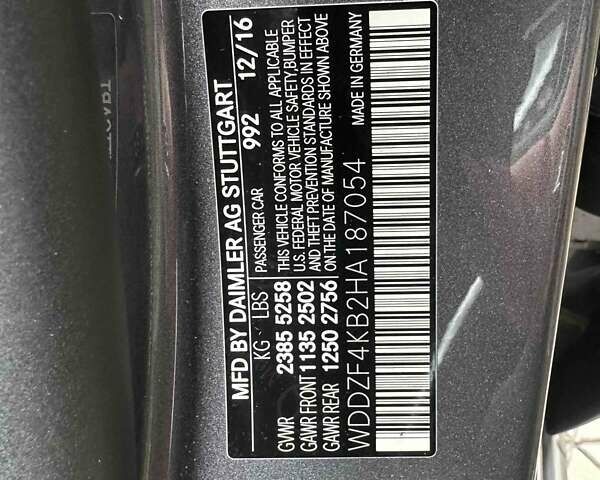 MFD BY DAIMLER AG STUTTGART
992 12/16
KG / LBS PASSENGER CAR
GVWR 2385 5258
GAWR FRONT 1135 2502
GAWR REAR 1250 2756
THIS VEHICLE CONFORMS TO ALL APPLICABLE
U.S. FEDERAL MOTOR VEHICLE SAFETY,BUMPER
AND THEFT PREVENTION STANDARDS IN EFFECT
ON THE DATE OF MANUFACTURE SHOWN ABOVE
WDDZF4KB2HA187054
MADE IN GERMANY